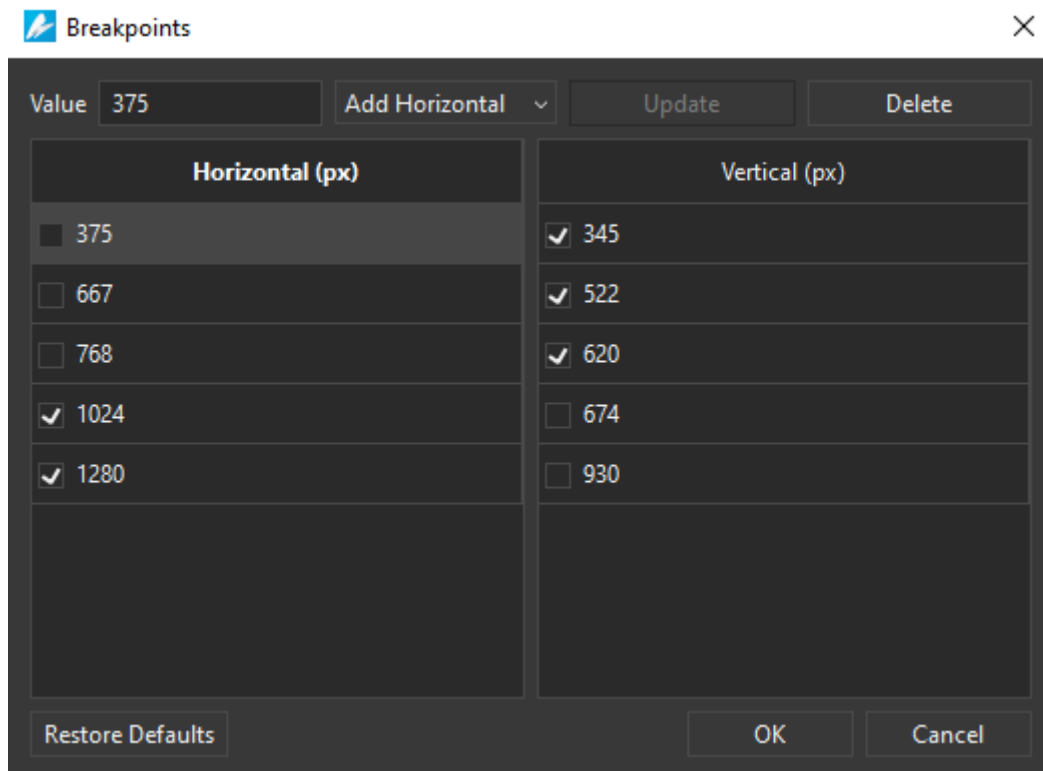 Breakpoints
Value 375 Add Horizontal Update Delete
Horizontal (px) Vertical (px)
375 345
667 522
768 620
1024 674
1280 930
Restore Defaults OK Cancel